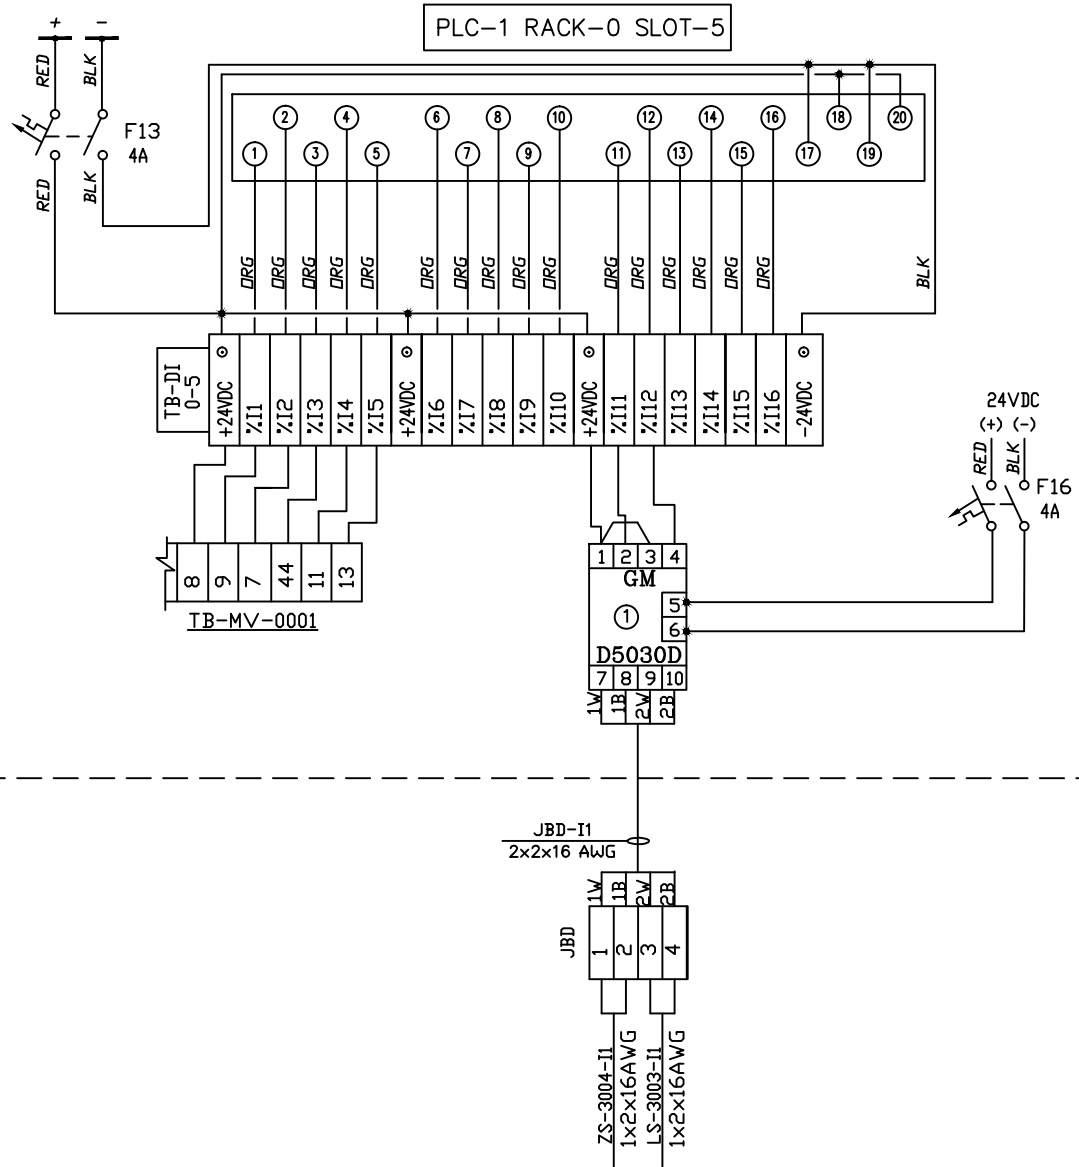 PLC-1 RACK-0 SLOT-5
+ -
RED BLK
F13
4A
RED BLK
2 4 6 8 10 12 14 16 18 20
1 3 5 7 9 11 13 15 17 19
ORG ORG ORG ORG ORG ORG ORG ORG ORG ORG ORG ORG ORG ORG ORG ORG BLK
TB-DI
0-5
+24VDC %I1 %I2 %I3 %I4 %I5 +24VDC %I6 %I7 %I8 %I9 %I10 +24VDC %I11 %I12 %I13 %I14 %I15 %I16 -24VDC
24VDC
(+) (-)
RED BLK
F16
4A
8 9 7 44 11 13
TB-MV-0001
1 2 3 4
GM
5
1
6
D5030D
7 8 9 10
1W 1B 2W 2B
JBD-I1
2x2x16 AWG
1W 1B 2W 2B
JBD
1 2 3 4
ZS-3004-I1
1x2x16AWG
LS-3003-I1
1x2x16AWG